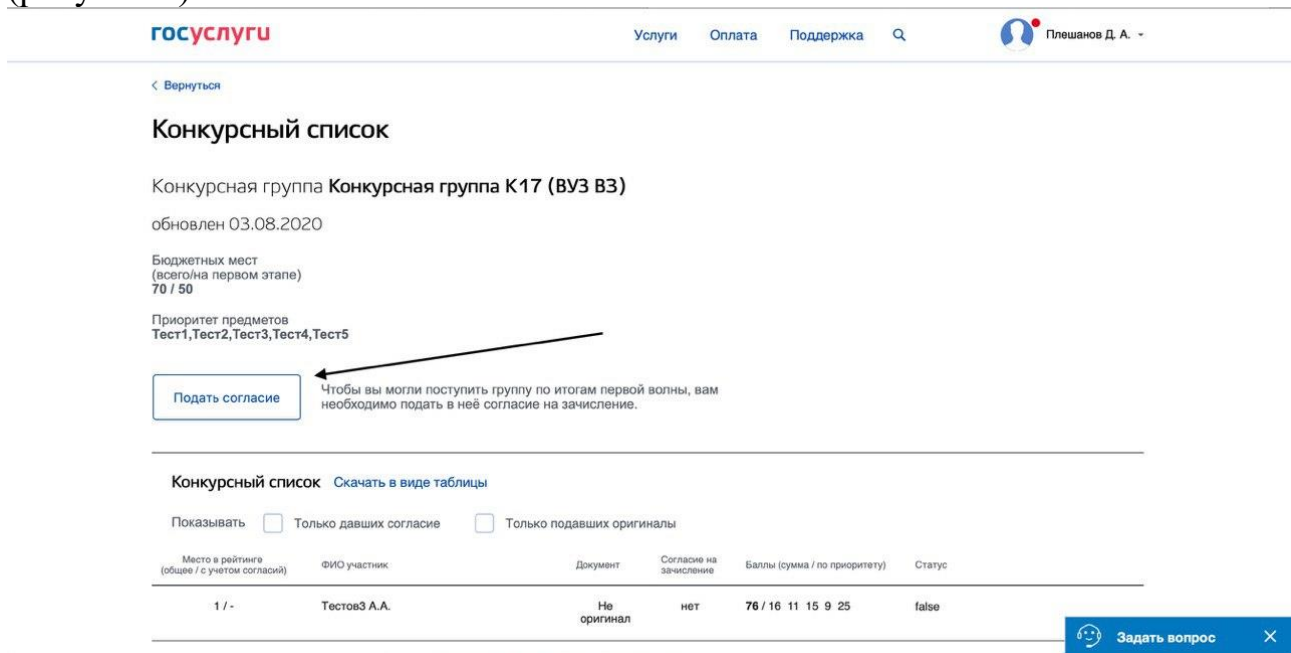 госуслуги
Услуги Оплата Поддержка Плешанов Д. А.
Вернуться
Конкурсный список
Конкурсная группа Конкурсная группа К17 (ВУЗ ВЗ)
обновлен 03.08.2020
Бюджетных мест
(всего/на первом этапе)
70 / 50
Приоритет предметов
Тест1,Тест2,Тест3,Тест4,Тест5
Подать согласие
Чтобы вы могли поступить группу по итогам первой волны, вам
необходимо подать в неё согласие на зачисление.
Конкурсный список Скачать в виде таблицы
Показывать Только давших согласие Только подавших оригиналы
Место в рейтинге
(общее / с учетом согласий)
ФИО участник
Документ
Согласие на
зачисление
Баллы (сумма / по приоритету)
Статус
1 / -
Тестов3 А.А.
Не
оригинал
нет
76 / 16 11 15 9 25
false
Задать вопрос